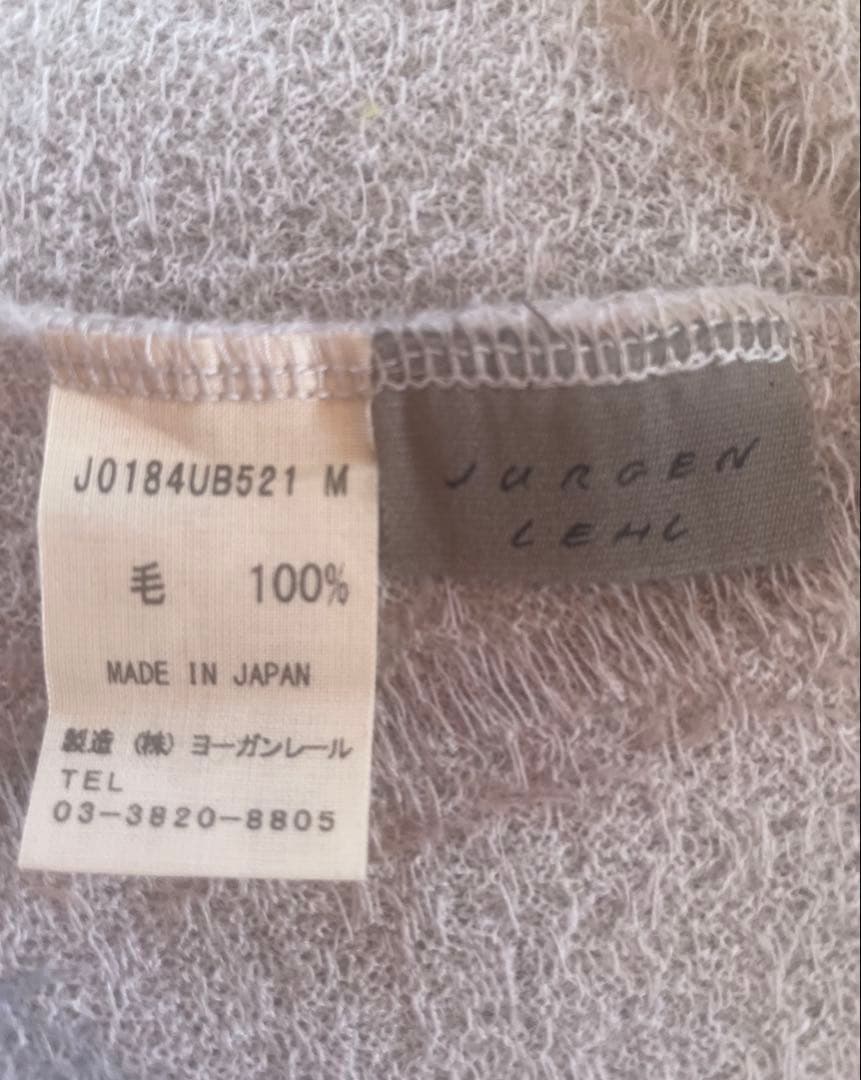 J0184UB521 M
毛 100%
MADE IN JAPAN
製造 (株) ヨーガンレール
TEL
03-3820-8805
JURGEN
LEHL